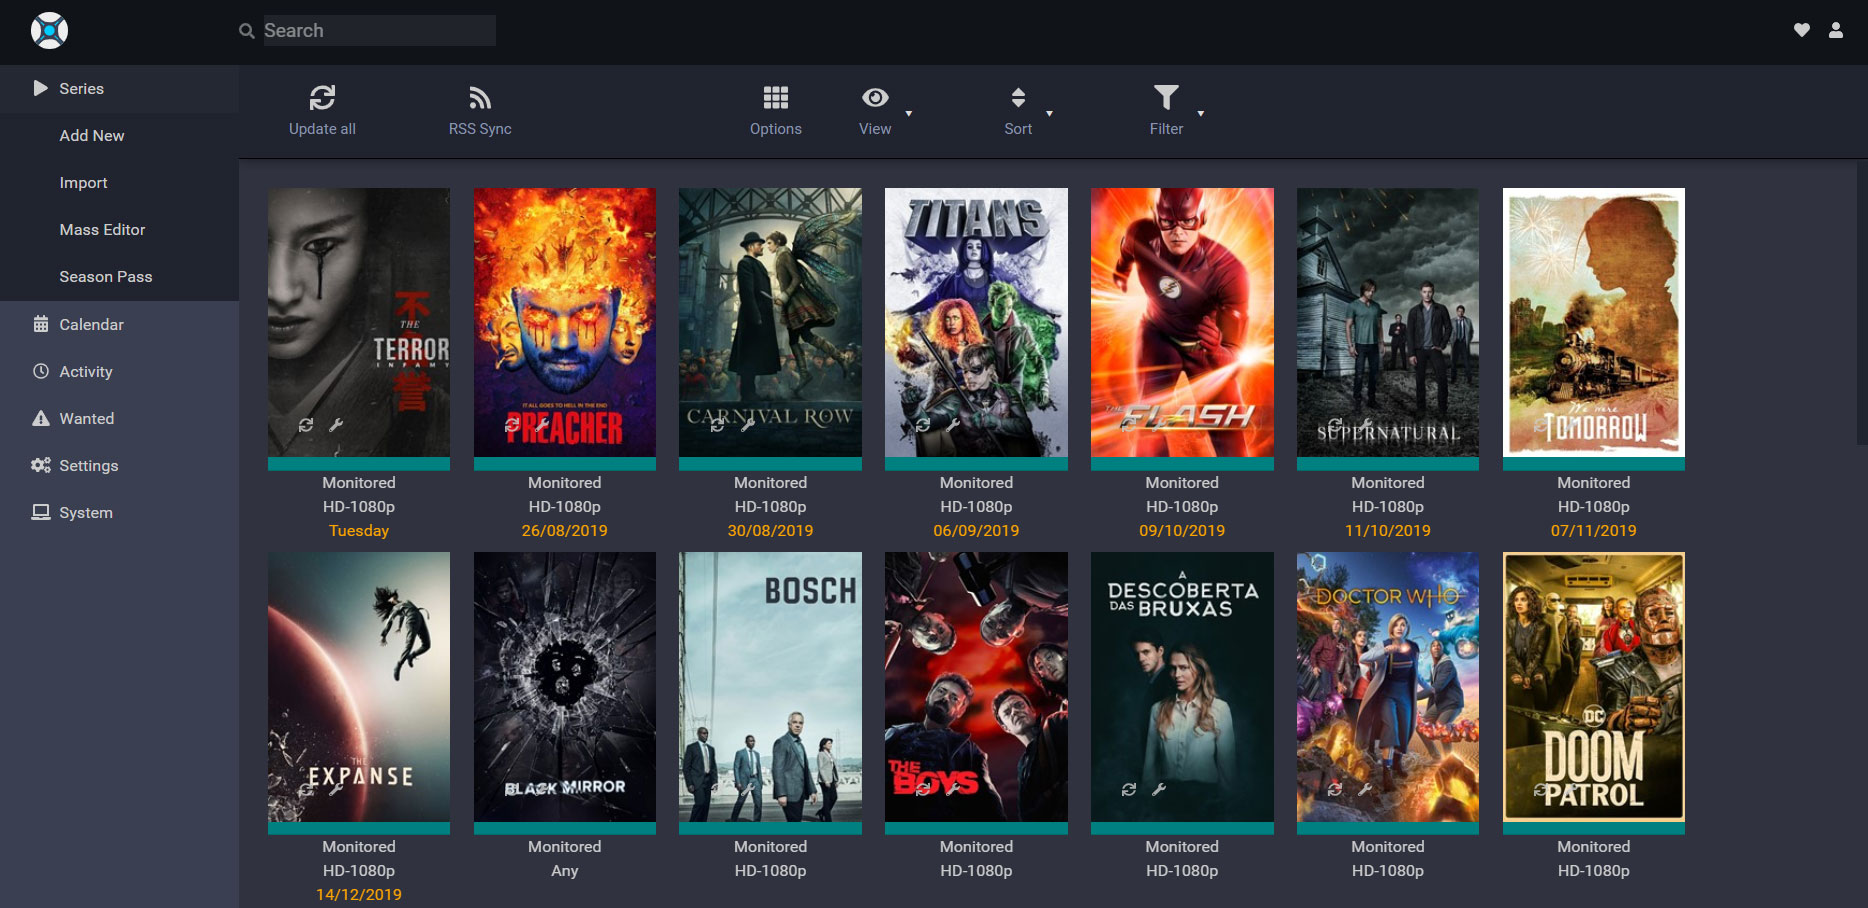 Search
Series
Add New
Import
Mass Editor
Season Pass
Calendar
Activity
Wanted
Settings
System
Update all
RSS Sync
Options
View
Sort
Filter
不名誉
THE
TERROR
INFAMY
Monitored
HD-1080p
Tuesday
IT ALL GOES TO HELL IN THE END
PREACHER
Monitored
HD-1080p
26/08/2019
CARNIVAL ROW
Monitored
HD-1080p
30/08/2019
TITANS
Monitored
HD-1080p
06/09/2019
THE
FLASH
Monitored
HD-1080p
09/10/2019
SUPERNATURAL
Monitored
HD-1080p
11/10/2019
We Were
TOMORROW
Monitored
HD-1080p
07/11/2019
THE
EXPANSE
Monitored
HD-1080p
14/12/2019
BLACK MIRROR
Monitored
Any
BOSCH
Monitored
HD-1080p
THE
BOYS
Monitored
HD-1080p
A
DESCOBERTA
DAS BRUXAS
Monitored
HD-1080p
DOCTOR WHO
Monitored
HD-1080p
DC
DOOM
PATROL
Monitored
HD-1080p